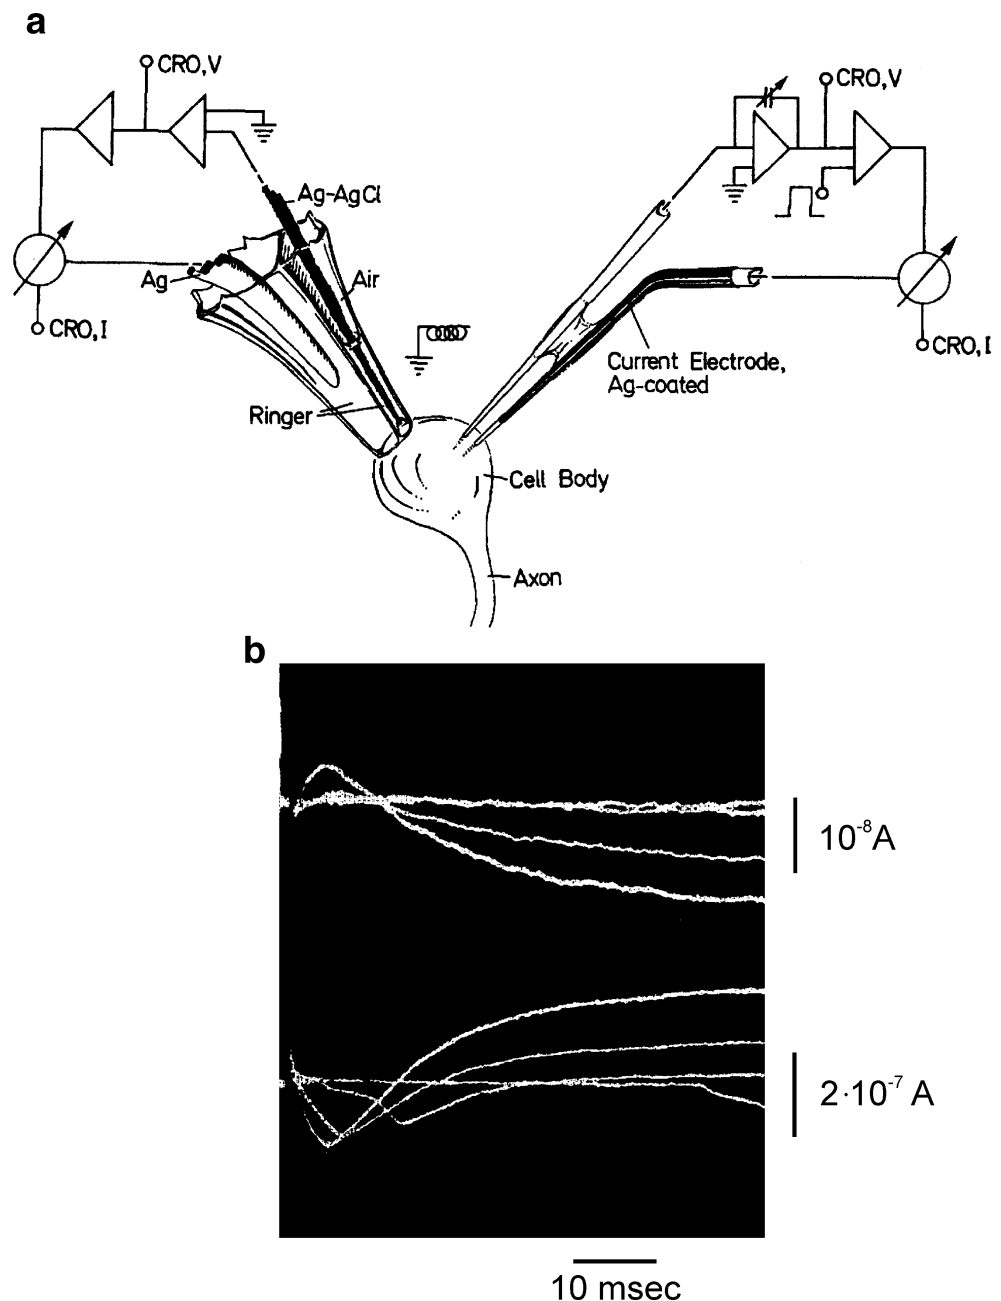 a
CRO,V
CRO,V
Ag-AgCl
Ag
Air
CRO,I
CRO,I
Current Electrode,
Ag-coated
Ringer
Cell Body
Axon
b
10⁻⁸A
2·10⁻⁷ A
10 msec